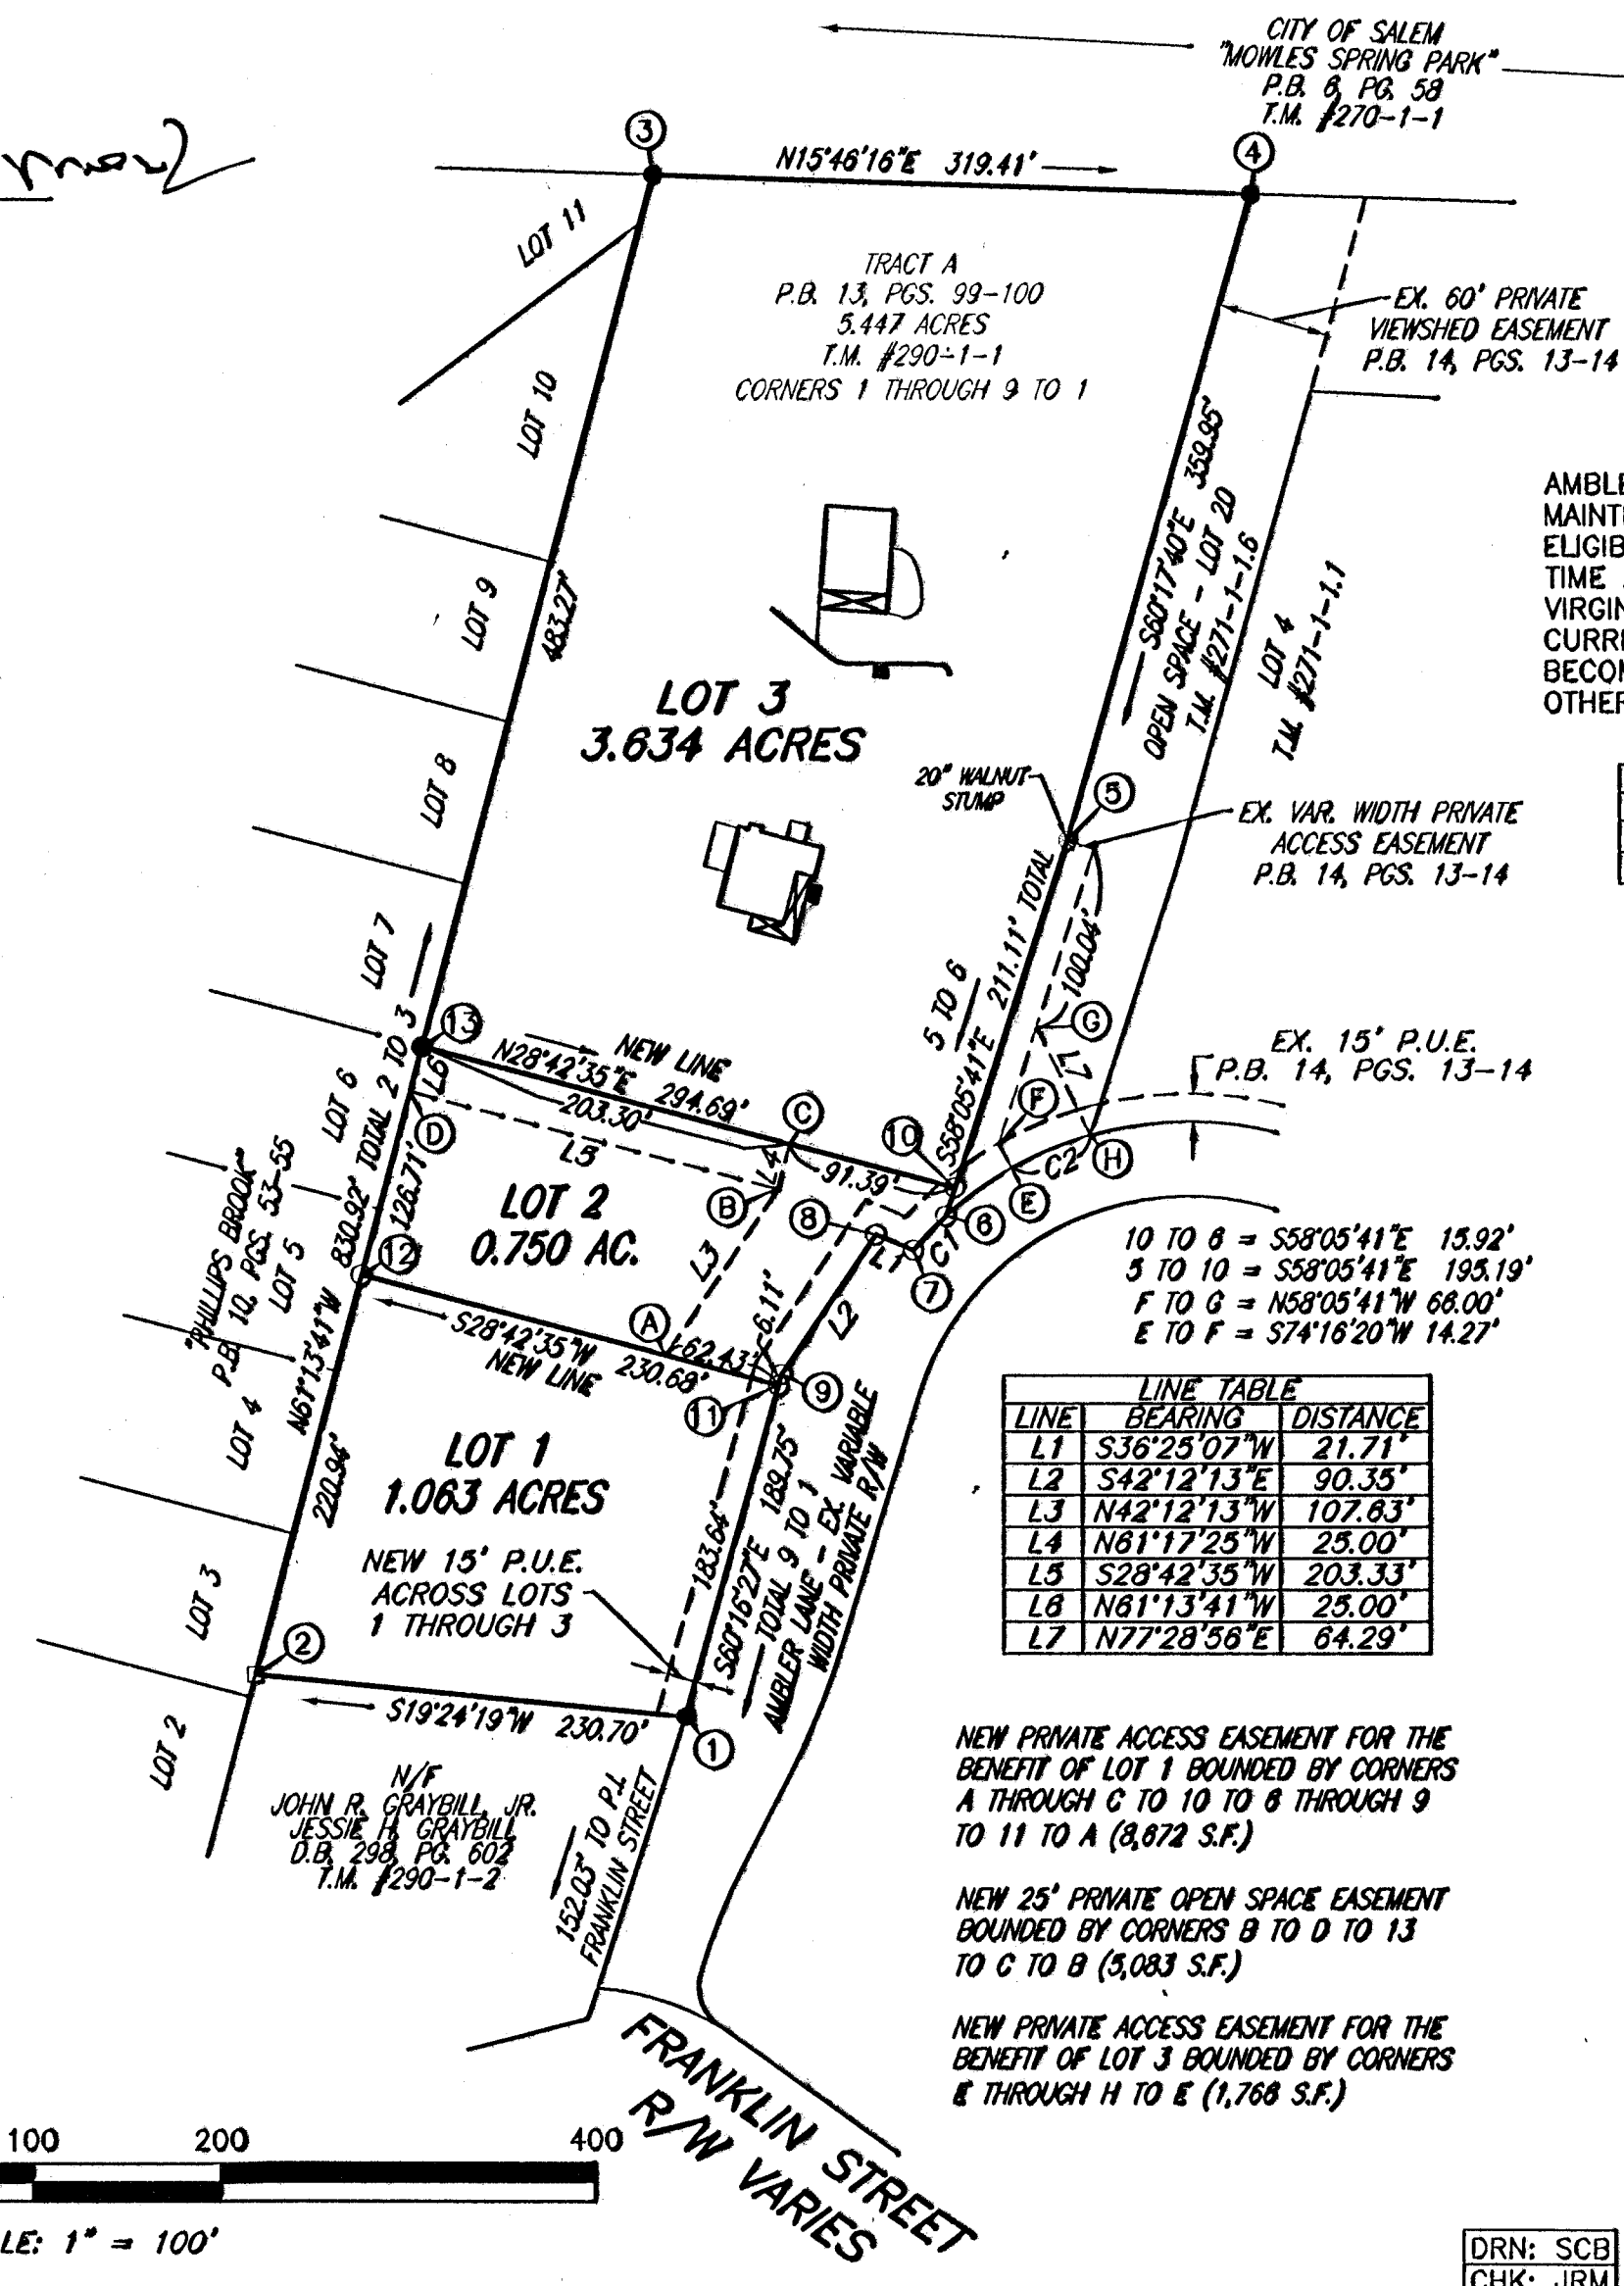 CITY OF SALEM
"MOWLES SPRING PARK"
P.B. 6, PG. 58
T.M. #270-1-1
3
N15°46'16"E 319.41'
4
LOT 11
TRACT A
P.B. 13, PGS. 99-100
5.447 ACRES
T.M. #290-1-1
CORNERS 1 THROUGH 9 TO 1
EX. 60' PRIVATE
VIEWSHED EASEMENT
P.B. 14, PGS. 13-14
LOT 10
S60°17'40"E 359.95'
OPEN SPACE - LOT 20
T.M. #271-1-1.6
LOT 4
T.M. #271-1-1.1
AMBLE
MAINT
ELIGIB
TIME
VIRGIN
CURR
BECOM
OTHER
LOT 9
483.27'
LOT 3
3.634 ACRES
LOT 8
20" WALNUT
STUMP
5
EX. VAR. WIDTH PRIVATE
ACCESS EASEMENT
P.B. 14, PGS. 13-14
LOT 7
5 TO 6
S58°05'41"E 211.11' TOTAL
100.04'
G
L7
EX. 15' P.U.E.
P.B. 14, PGS. 13-14
13
N28°42'35"E 294.69'
NEW LINE
203.30'
L6
D
L5
C
L4
91.39'
10
F
C2
H
E
LOT 6
830.92' TOTAL 2 TO 3
126.71'
LOT 2
0.750 AC.
B
L3
8
L1
C1
6
7
"PHILLIPS BROOK"
P.B. 10, PGS. 53-55
LOT 5
12
10 TO 6 = S58°05'41"E 15.92'
5 TO 10 = S58°05'41"E 195.19'
F TO G = N58°05'41"W 66.00'
E TO F = S74°16'20"W 14.27'
A
S28°42'35"W 230.68'
NEW LINE
62.43'
6.11'
L2
9
11
LOT 4
N61°13'41"W
220.94'
LINE TABLE
LINE BEARING DISTANCE
L1 S36°25'07"W 21.71'
L2 S42°12'13"E 90.35'
L3 N42°12'13"W 107.63'
L4 N61°17'25"W 25.00'
L5 S28°42'35"W 203.33'
L6 N61°13'41"W 25.00'
L7 N77°28'56"E 64.29'
LOT 1
1.063 ACRES
NEW 15' P.U.E.
ACROSS LOTS
1 THROUGH 3
183.64'
S60°16'27"E 189.75'
TOTAL 9 TO 1
AMBLER LANE - EX. VARIABLE
WIDTH PRIVATE R/W
LOT 3
2
S19°24'19"W 230.70'
1
LOT 2
N/F
JOHN R. GRAYBILL, JR.
JESSIE H. GRAYBILL
D.B. 298, PG. 602
T.M. #290-1-2
152.03' TO P.I.
FRANKLIN STREET
NEW PRIVATE ACCESS EASEMENT FOR THE
BENEFIT OF LOT 1 BOUNDED BY CORNERS
A THROUGH C TO 10 TO 6 THROUGH 9
TO 11 TO A (8,672 S.F.)
NEW 25' PRIVATE OPEN SPACE EASEMENT
BOUNDED BY CORNERS B TO D TO 13
TO C TO B (5,083 S.F.)
NEW PRIVATE ACCESS EASEMENT FOR THE
BENEFIT OF LOT 3 BOUNDED BY CORNERS
E THROUGH H TO E (1,768 S.F.)
FRANKLIN STREET
R/W VARIES
100 200 400
LE: 1" = 100'
DRN: SCB
CHK: JRM